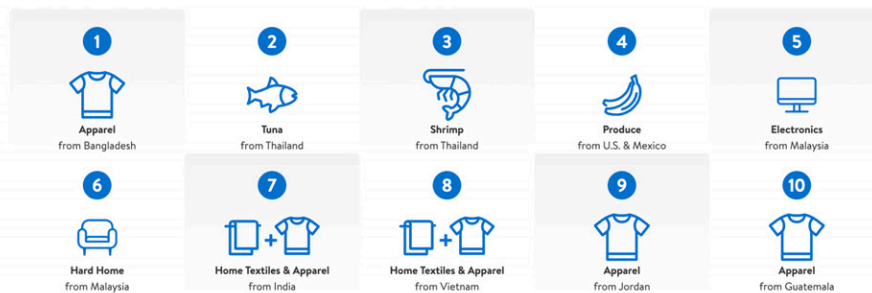 1
2
3
4
5
Apparel
from Bangladesh
Tuna
from Thailand
Shrimp
from Thailand
Produce
from U.S. & Mexico
Electronics
from Malaysia
6
7
8
9
10
Hard Home
from Malaysia
Home Textiles & Apparel
from India
Home Textiles & Apparel
from Vietnam
Apparel
from Jordan
Apparel
from Guatemala